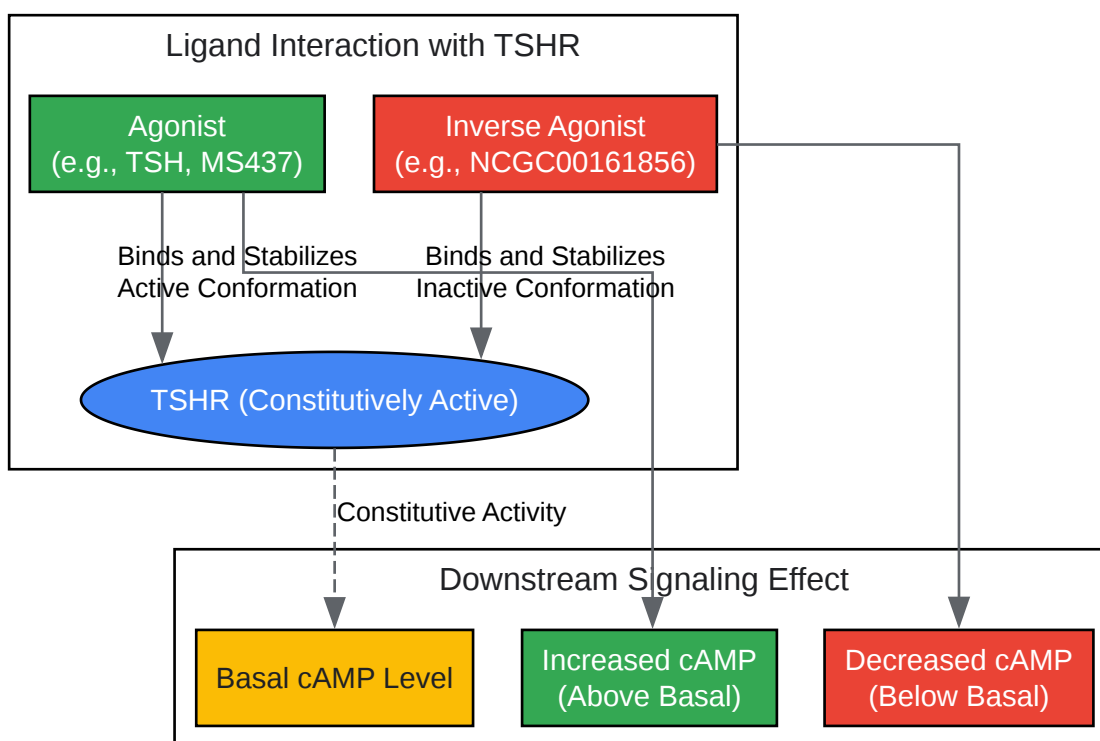 Ligand Interaction with TSHR
Agonist
(e.g., TSH, MS437)
Inverse Agonist
(e.g., NCGC00161856)
Binds and Stabilizes
Active Conformation
Binds and Stabilizes
Inactive Conformation
TSHR (Constitutively Active)
Constitutive Activity
Downstream Signaling Effect
Basal cAMP Level
Increased cAMP
(Above Basal)
Decreased cAMP
(Below Basal)